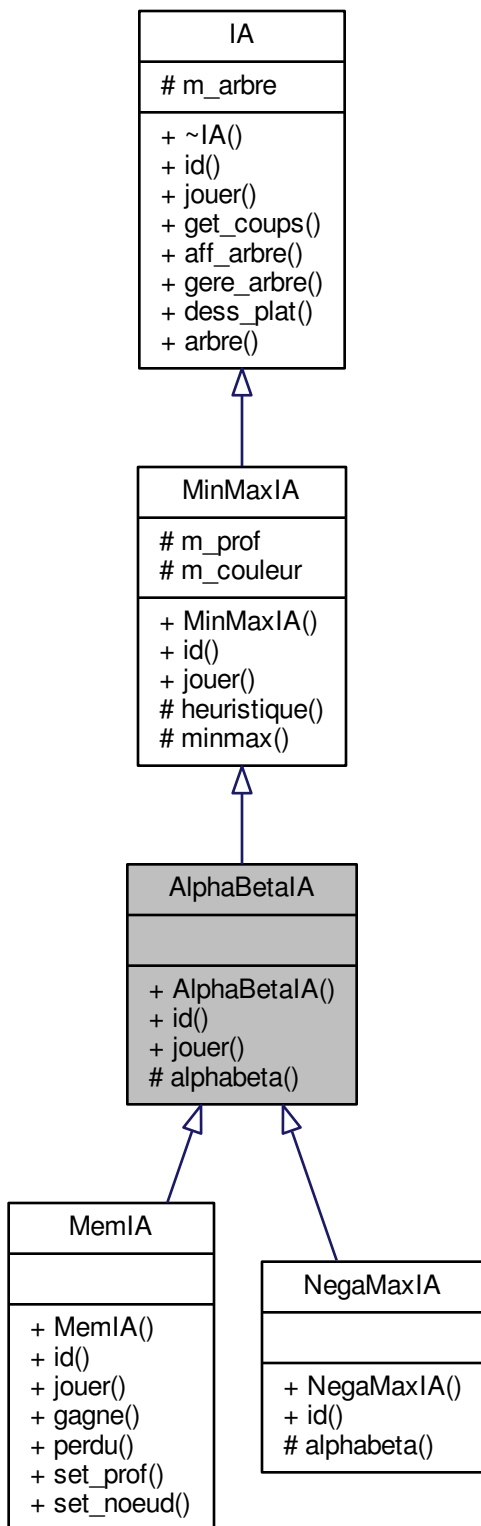 IA
# m_arbre
+ ~IA()
+ id()
+ jouer()
+ get_coups()
+ aff_arbre()
+ gere_arbre()
+ dess_plat()
+ arbre()
MinMaxIA
# m_prof
# m_couleur
+ MinMaxIA()
+ id()
+ jouer()
# heuristique()
# minmax()
AlphaBetaIA
+ AlphaBetaIA()
+ id()
+ jouer()
# alphabeta()
MemIA
+ MemIA()
+ id()
+ jouer()
+ gagne()
+ perdu()
+ set_prof()
+ set_noeud()
NegaMaxIA
+ NegaMaxIA()
+ id()
# alphabeta()